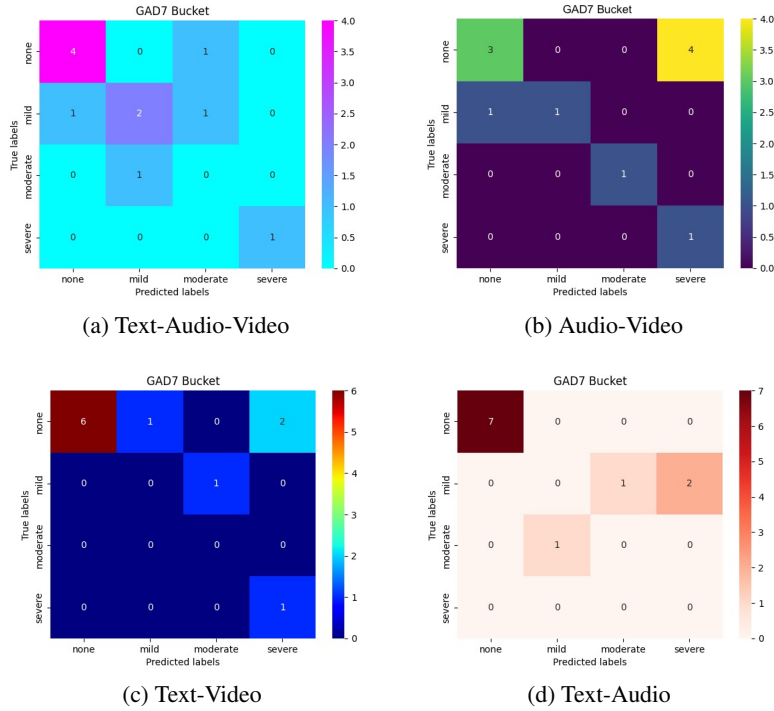 GAD7 Bucket
none 4 0 1 0
mild 1 2 1 0
moderate 0 1 0 0
severe 0 0 0 1
none mild moderate severe
True labels
Predicted labels
4.0
3.5
3.0
2.5
2.0
1.5
1.0
0.5
0.0
(a) Text-Audio-Video
GAD7 Bucket
none 3 0 0 4
mild 1 1 0 0
moderate 0 0 1 0
severe 0 0 0 1
none mild moderate severe
True labels
Predicted labels
4.0
3.5
3.0
2.5
2.0
1.5
1.0
0.5
0.0
(b) Audio-Video
GAD7 Bucket
none 6 1 0 2
mild 0 0 1 0
moderate 0 0 0 0
severe 0 0 0 1
none mild moderate severe
True labels
Predicted labels
6
5
4
3
2
1
0
(c) Text-Video
GAD7 Bucket
none 7 0 0 0
mild 0 0 1 2
moderate 0 1 0 0
severe 0 0 0 0
none mild moderate severe
True labels
Predicted labels
7
6
5
4
3
2
1
0
(d) Text-Audio